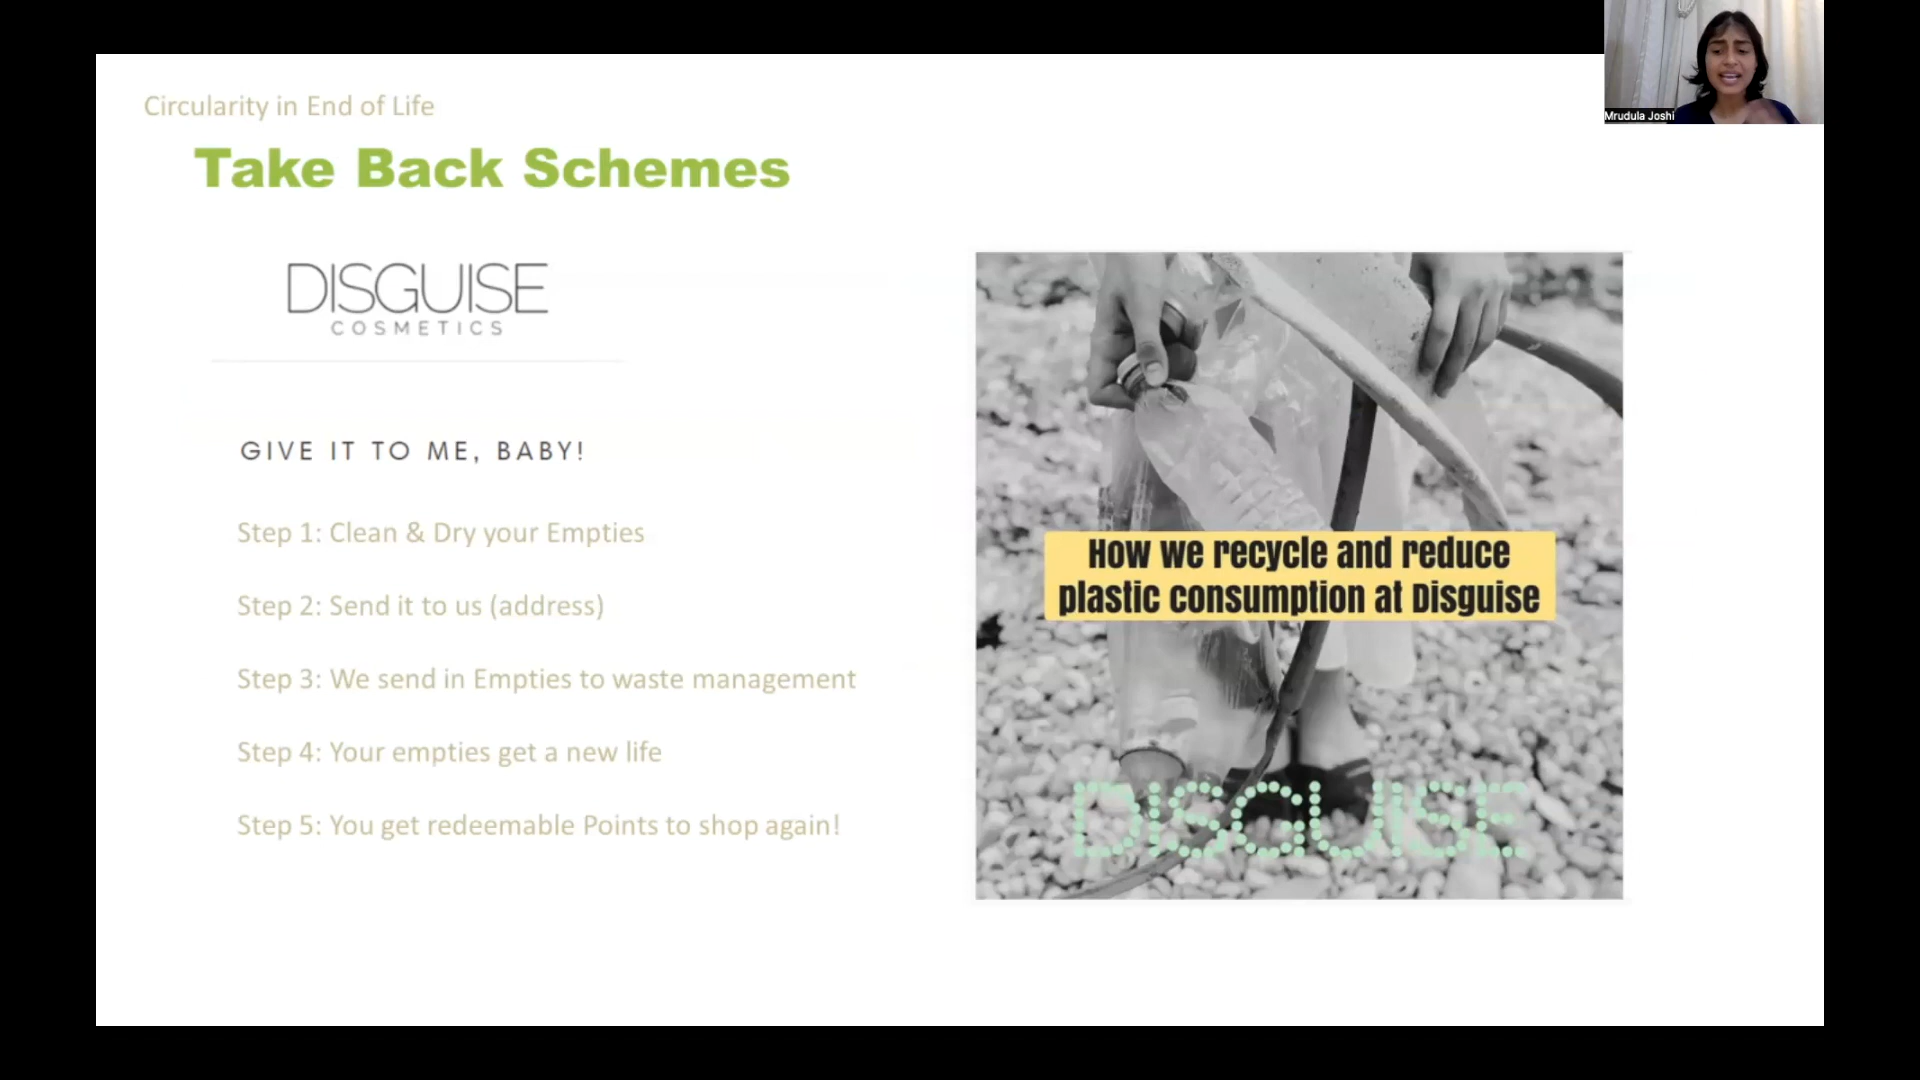 Circularity in End of Life
Take Back Schemes
DISGUISE
COSMETICS
GIVE IT TO ME, BABY!
Step 1: Clean & Dry your Empties
Step 2: Send it to us (address)
Step 3: We send in Empties to waste management
Step 4: Your empties get a new life
Step 5: You get redeemable Points to shop again!
How we recycle and reduce
plastic consumption at Disguise
DISGUISE
Mrudula Joshi